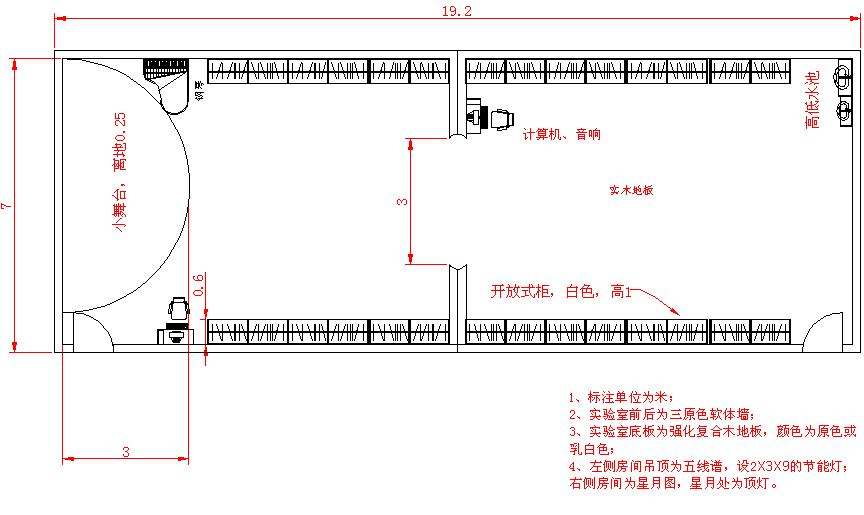 19.2
钢琴
高低水池
计算机、音响
小舞台，离地0.25
7
3
实木地板
0.6
开放式柜，白色，高1
3
1、标注单位为米；
2、实验室前后为三原色软体墙；
3、实验室底板为强化复合木地板，颜色为原色或
乳白色；
4、左侧房间吊顶为五线谱，设2X3X9的节能灯；
右侧房间为星月图，星月处为顶灯。